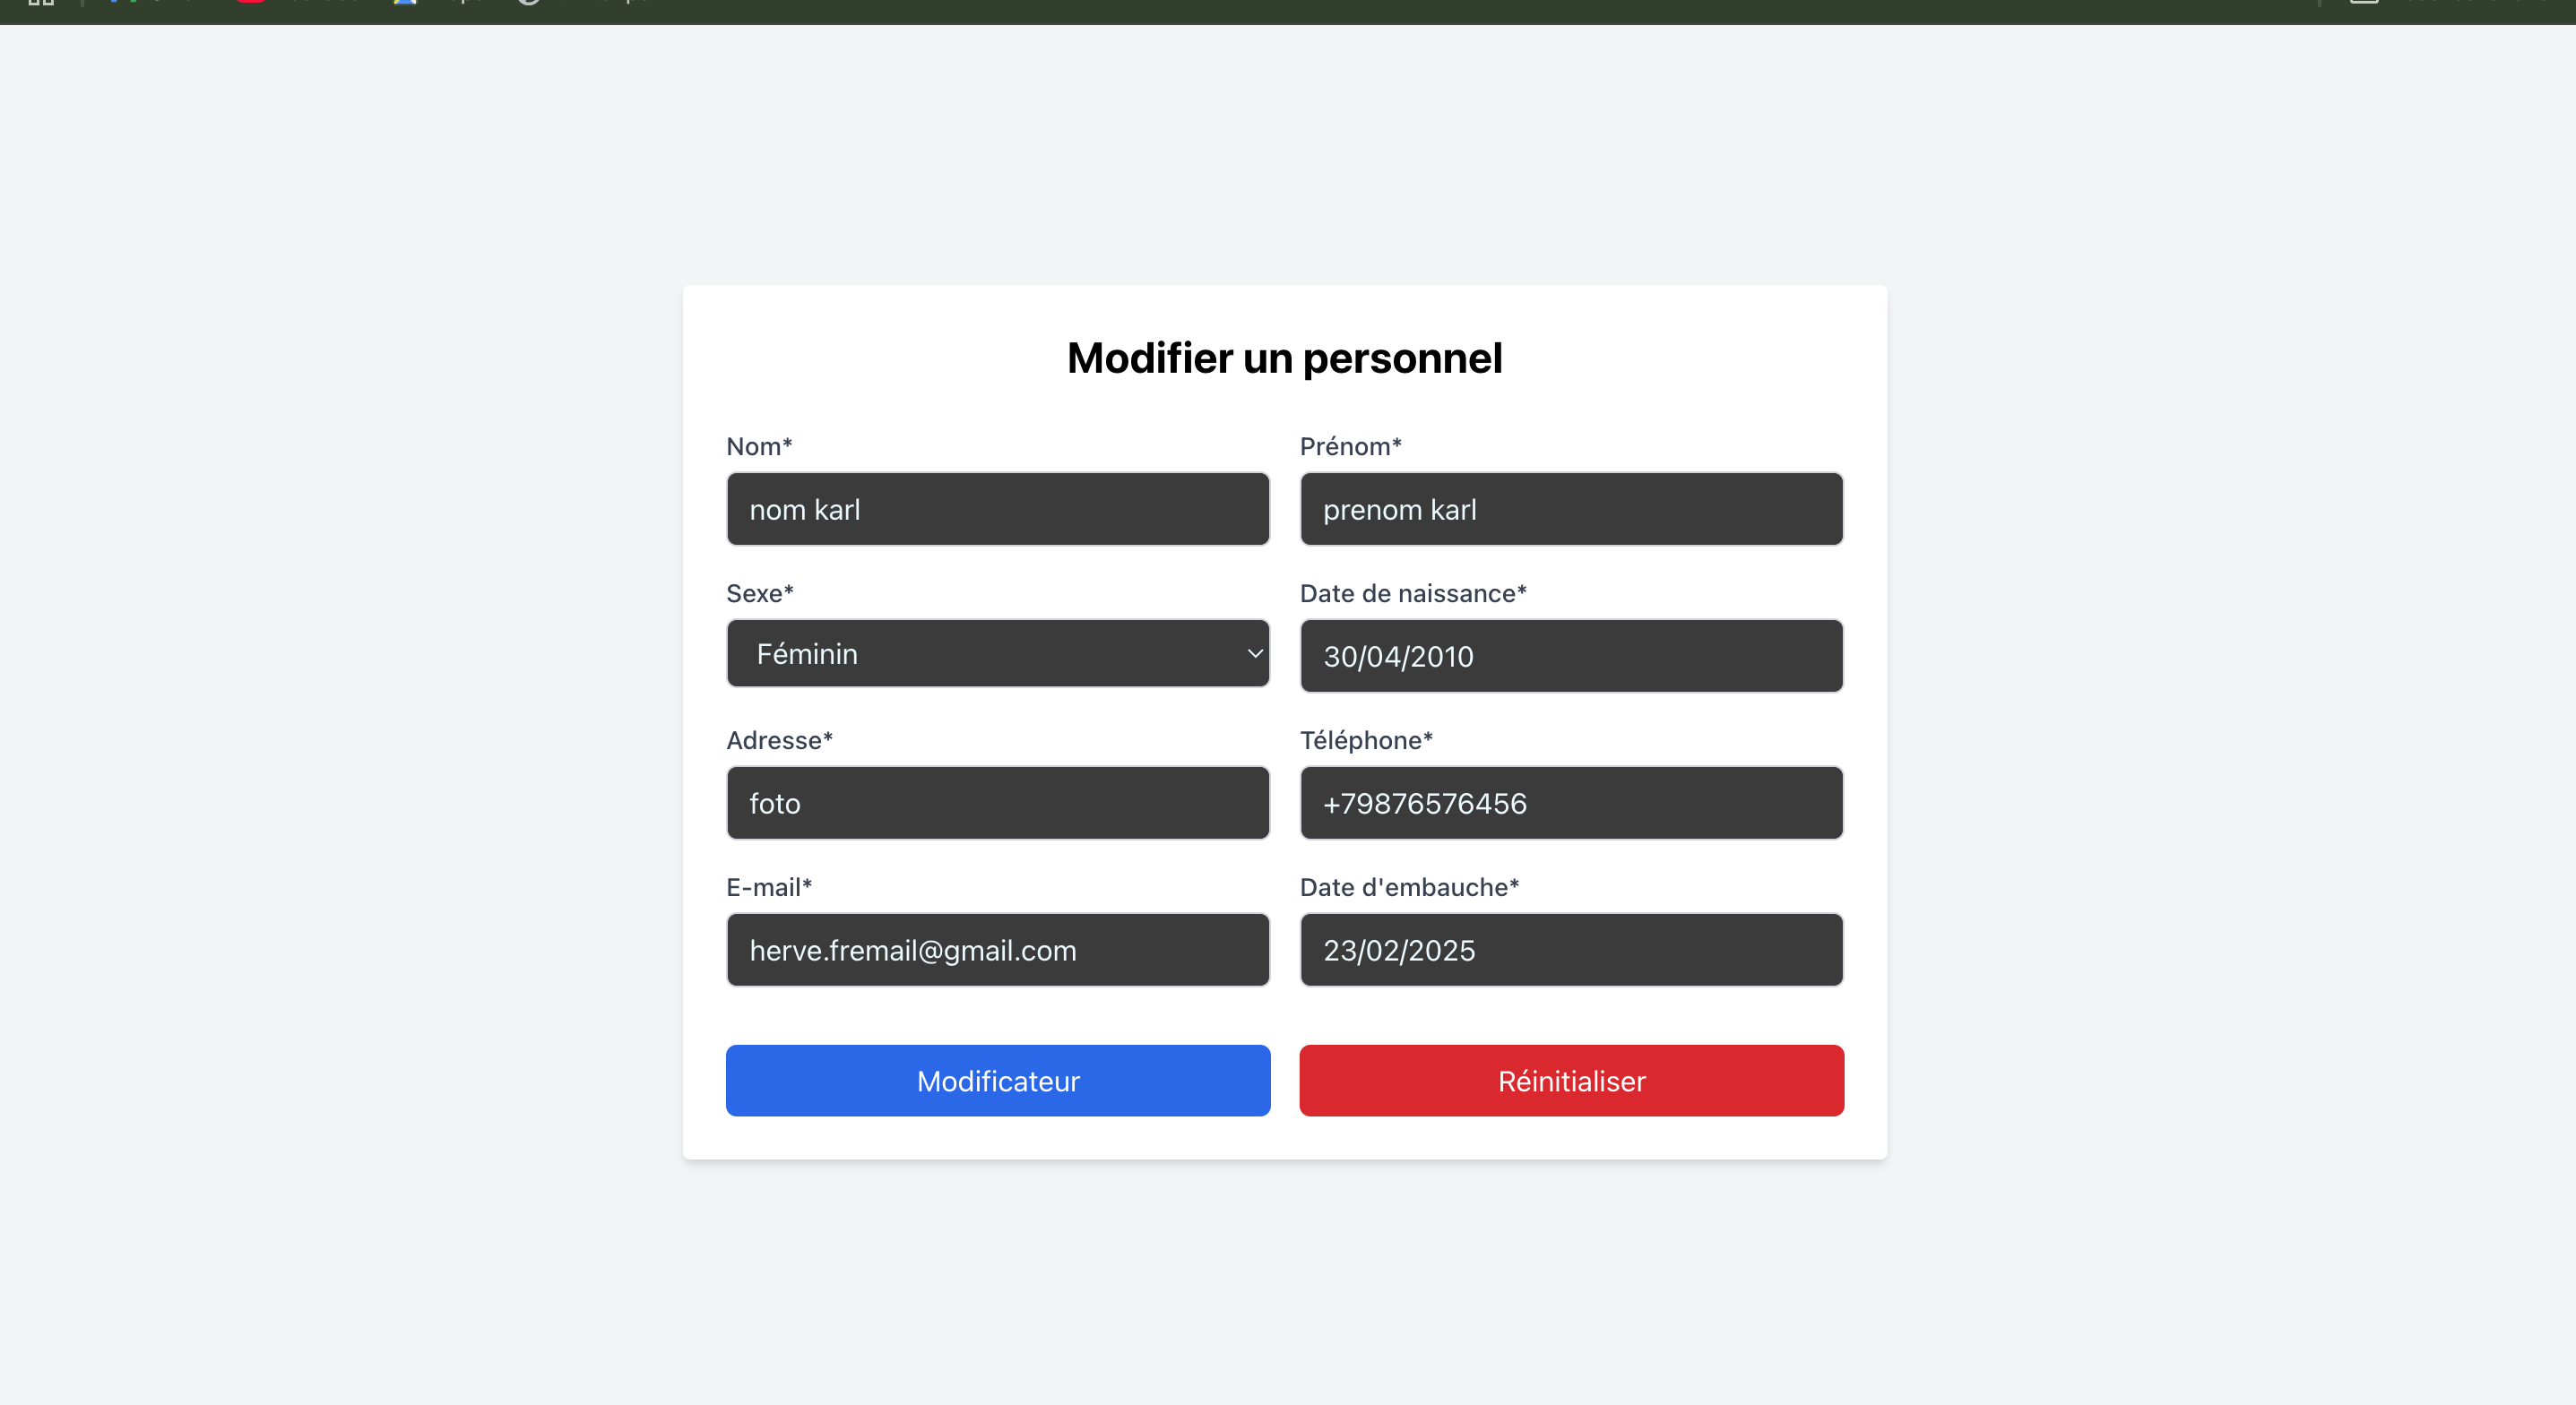 Modifier un personnel
Nom*
Prénom*
nom karl
prenom karl
Sexe*
Date de naissance*
Féminin
30/04/2010
Adresse*
Téléphone*
foto
+79876576456
E-mail*
Date d'embauche*
herve.fremail@gmail.com
23/02/2025
Modificateur
Réinitialiser